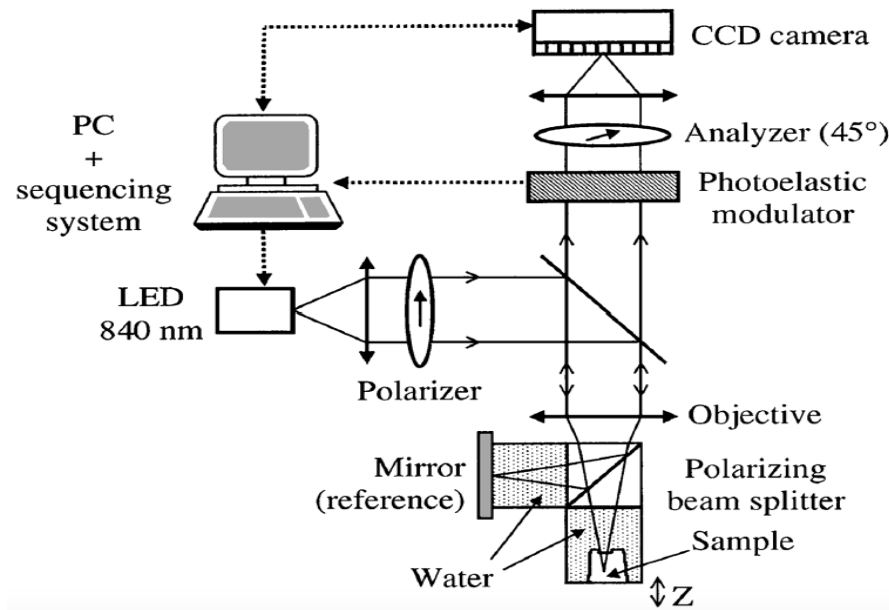 CCD camera
Analyzer (45°)
Photoelastic
modulator
PC
+
sequencing
system
LED
840 nm
Polarizer
Objective
Mirror
(reference)
Polarizing
beam splitter
Sample
Water
Z